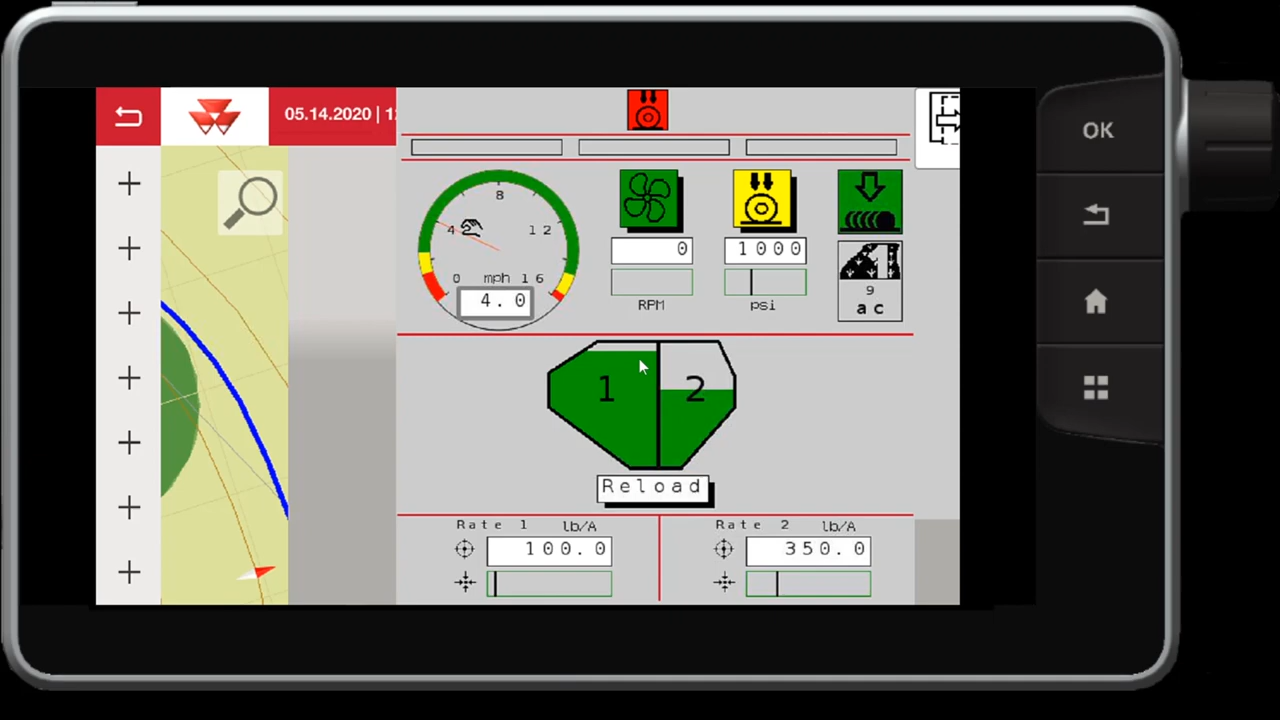 05.14.2020 | 1
OK
8
4
12
0 mph 16
4.0
0
RPM
1000
psi
9
ac
1
2
Reload
Rate 1 lb/A
100.0
Rate 2 lb/A
350.0